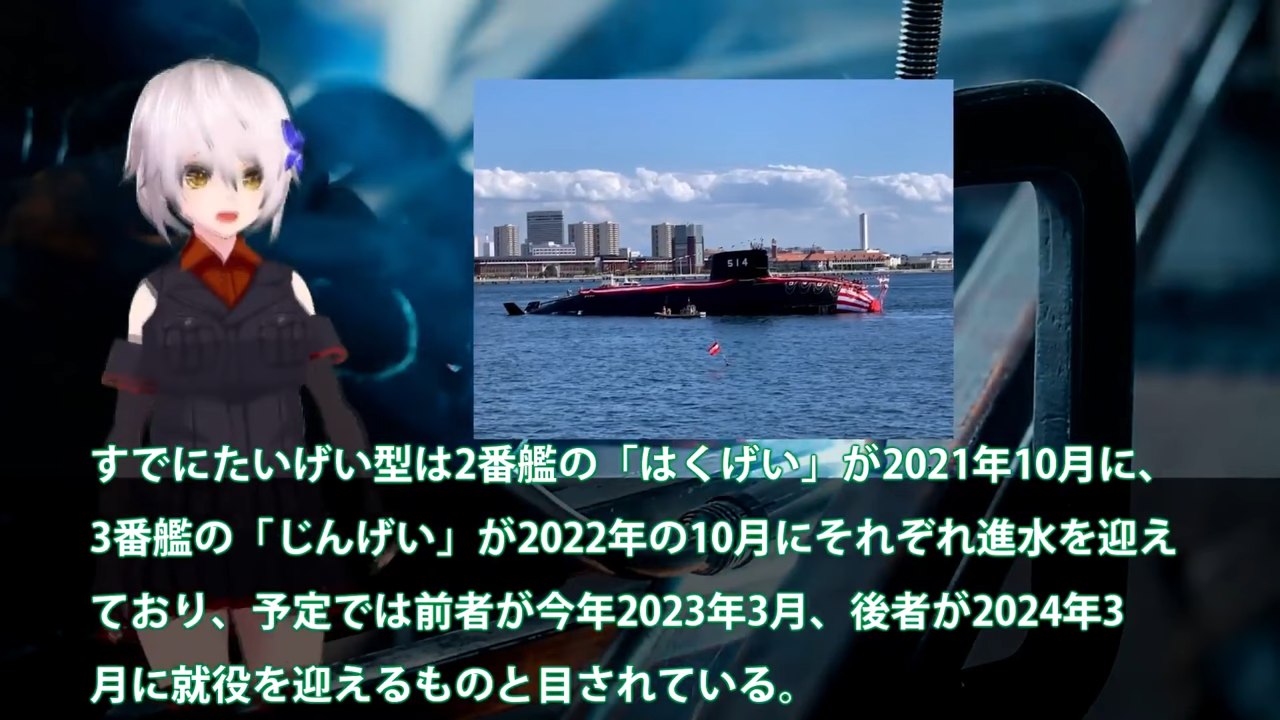 514
すでにたいげい型は2番艦の「はくげい」が2021年10月に、
3番艦の「じんげい」が2022年の10月にそれぞれ進水を迎え
ており、予定では前者が今年2023年3月、後者が2024年3
月に就役を迎えるものと目されている。